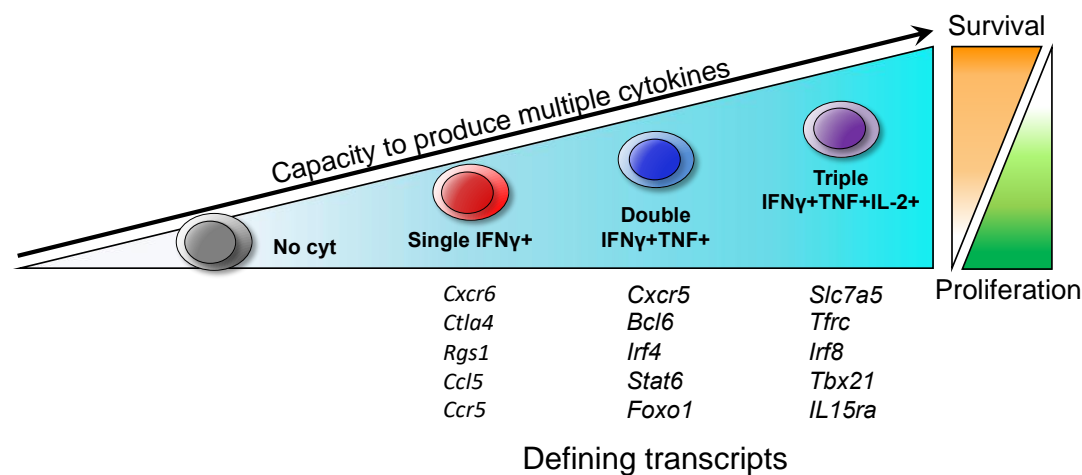 Survival
Capacity to produce multiple cytokines
No cyt
Single IFNγ+
Double
IFNγ+TNF+
Triple
IFNγ+TNF+IL-2+
Proliferation
Cxcr6 Cxcr5 Slc7a5
Ctla4 Bcl6 Tfrc
Rgs1 Irf4 Irf8
Ccl5 Stat6 Tbx21
Ccr5 Foxo1 IL15ra
Defining transcripts